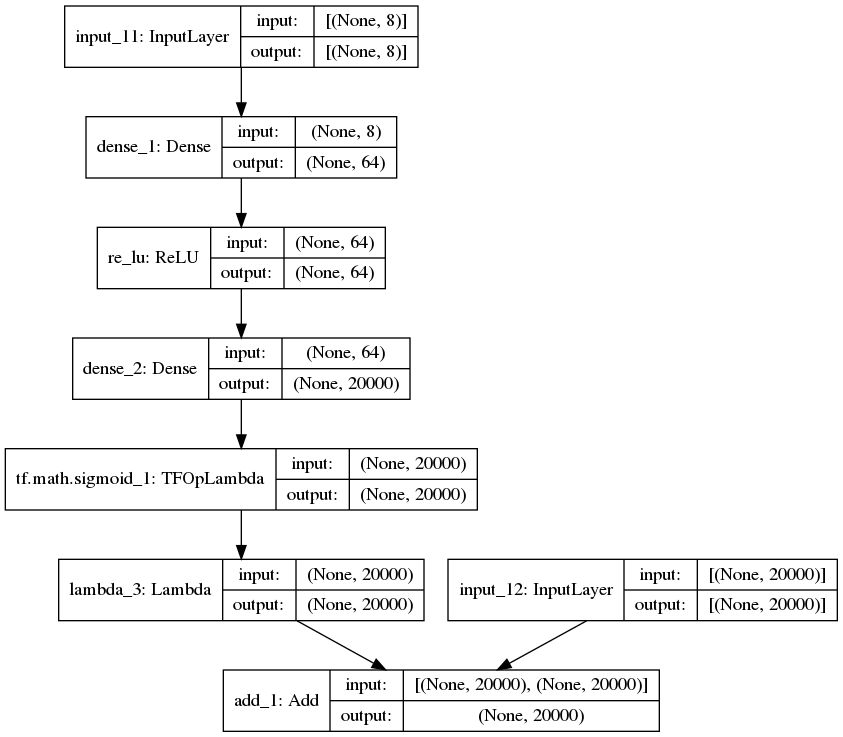 input_11: InputLayer
input: [(None, 8)]
output: [(None, 8)]
dense_1: Dense
input: (None, 8)
output: (None, 64)
re_lu: ReLU
input: (None, 64)
output: (None, 64)
dense_2: Dense
input: (None, 64)
output: (None, 20000)
tf.math.sigmoid_1: TFOpLambda
input: (None, 20000)
output: (None, 20000)
lambda_3: Lambda
input: (None, 20000)
output: (None, 20000)
input_12: InputLayer
input: [(None, 20000)]
output: [(None, 20000)]
add_1: Add
input: [(None, 20000), (None, 20000)]
output: (None, 20000)